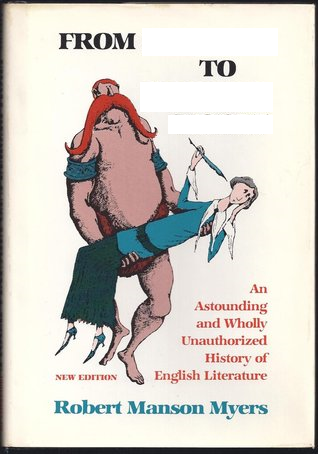 FROM
TO
An
Astounding
and Wholly
Unauthorized
History of
English Literature
NEW EDITION
Robert Manson Myers